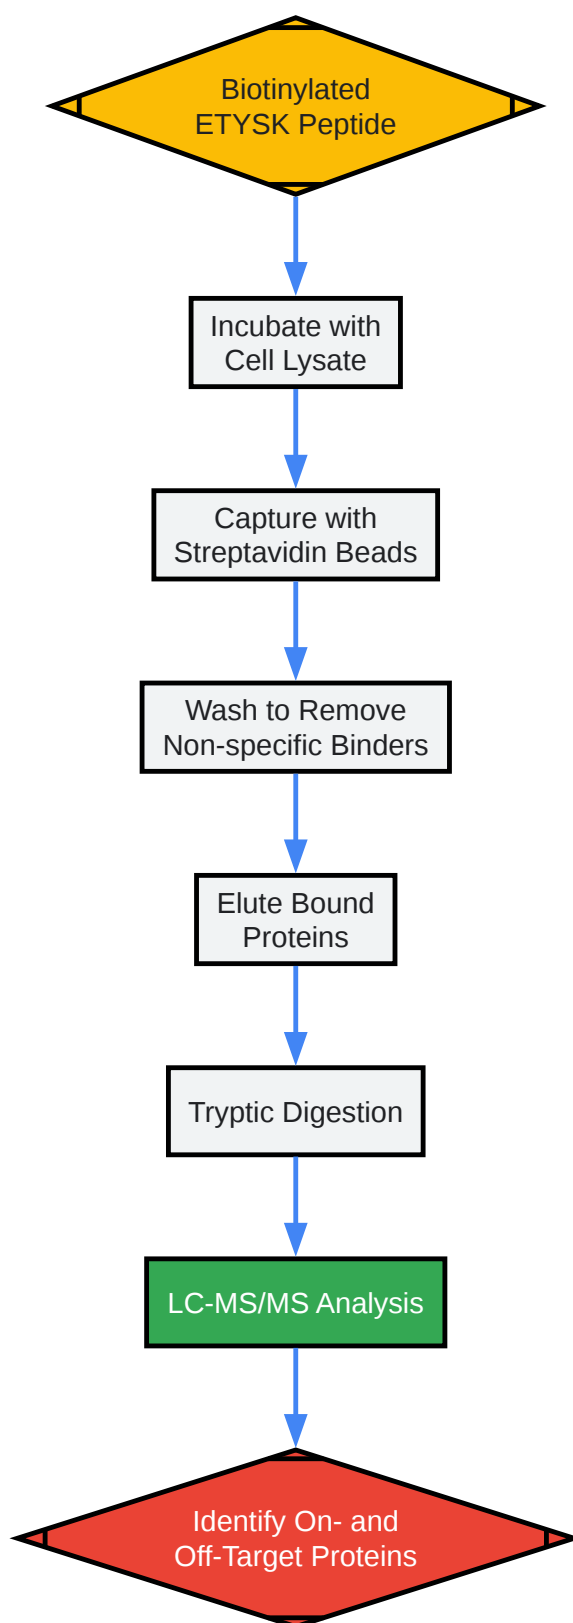 Biotinylated
ETYSK Peptide
Incubate with
Cell Lysate
Capture with
Streptavidin Beads
Wash to Remove
Non-specific Binders
Elute Bound
Proteins
Tryptic Digestion
LC-MS/MS Analysis
Identify On- and
Off-Target Proteins